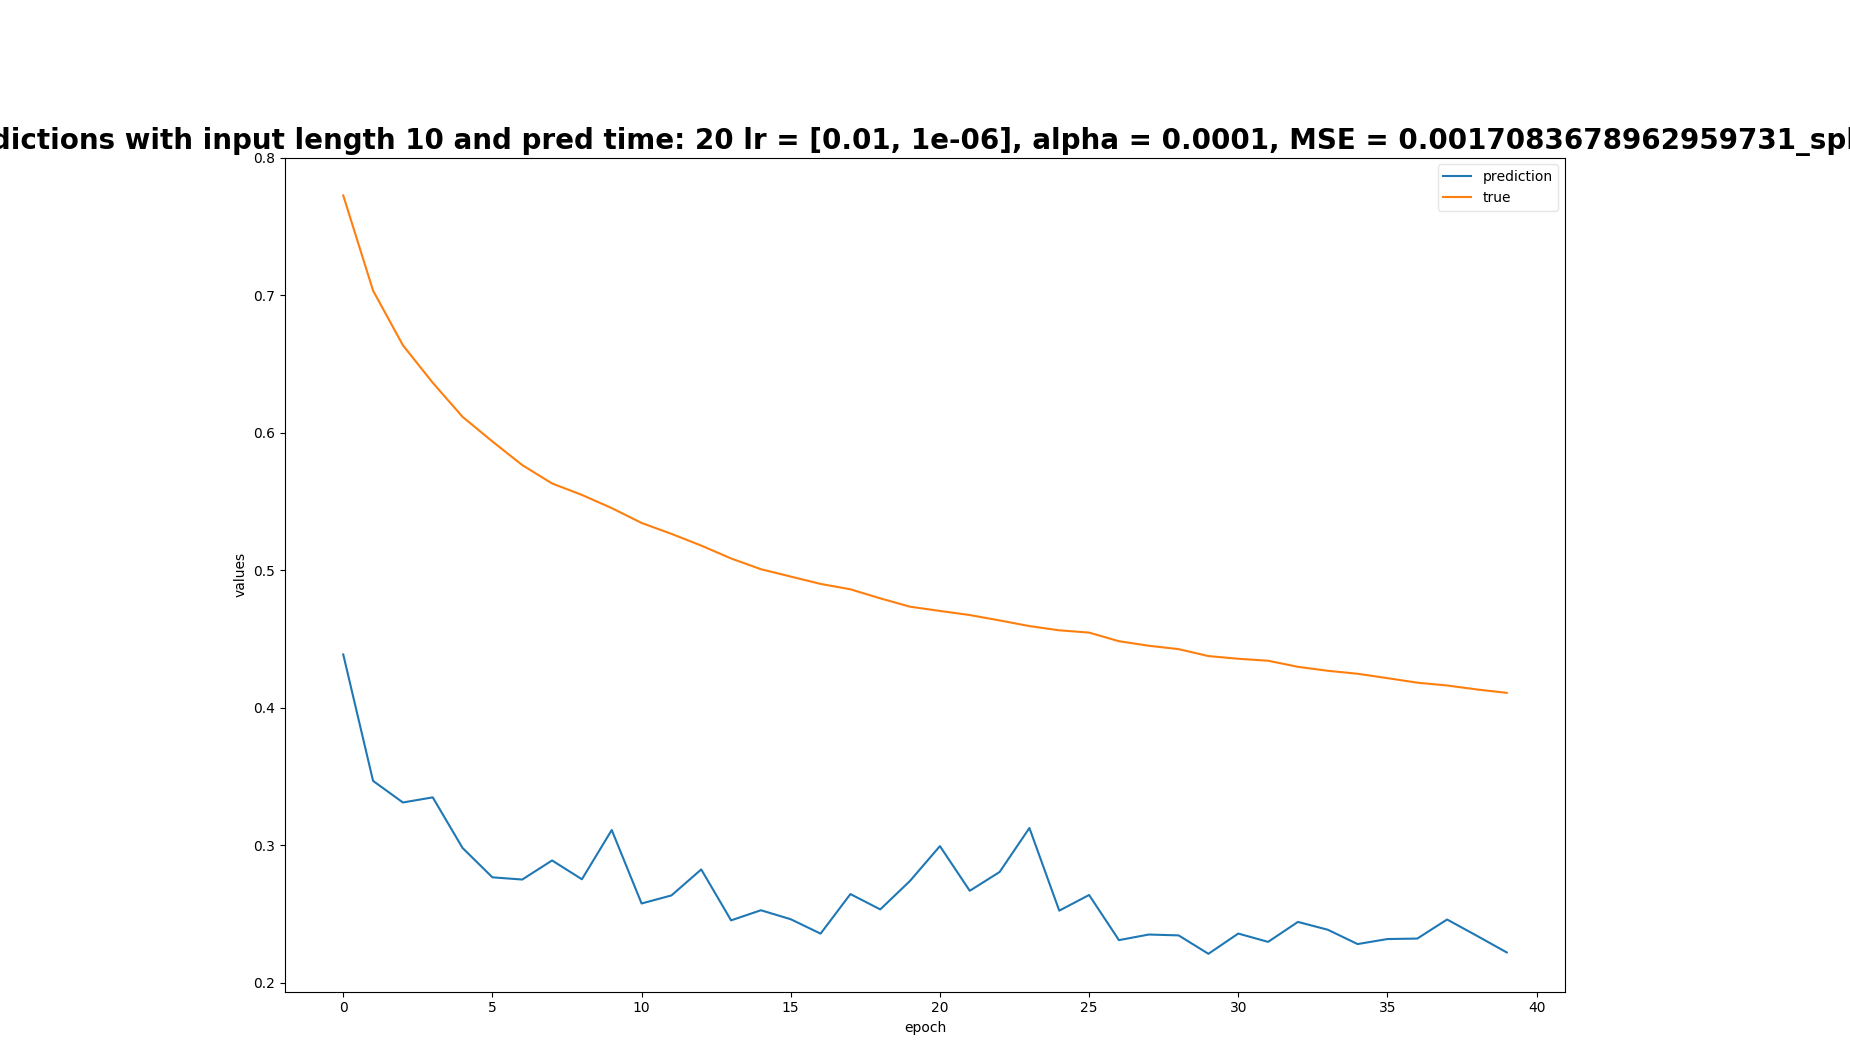 dictions with input length 10 and pred time: 20 lr = [0.01, 1e-06], alpha = 0.0001, MSE = 0.0017083678962959731_spl
prediction
true
0.8
0.7
0.6
0.5
0.4
0.3
0.2
values
0 5 10 15 20 25 30 35 40
epoch